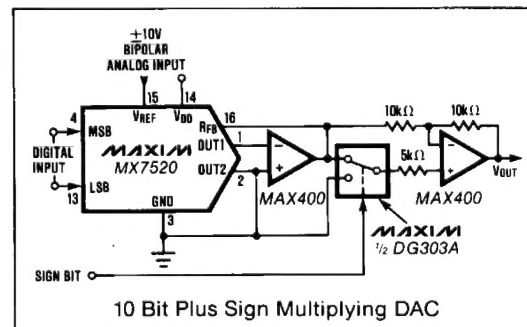 ±10V
BIPOLAR
ANALOG INPUT
15 14
VREF VDD
4 MSB
RFB 16
OUT1 1
MAXIM
MX7520
OUT2 2
DIGITAL
INPUT
13 LSB
GND
3
MAX400
10kΩ
10kΩ
5kΩ
MAX400
VOUT
MAXIM
½ DG303A
SIGN BIT
10 Bit Plus Sign Multiplying DAC